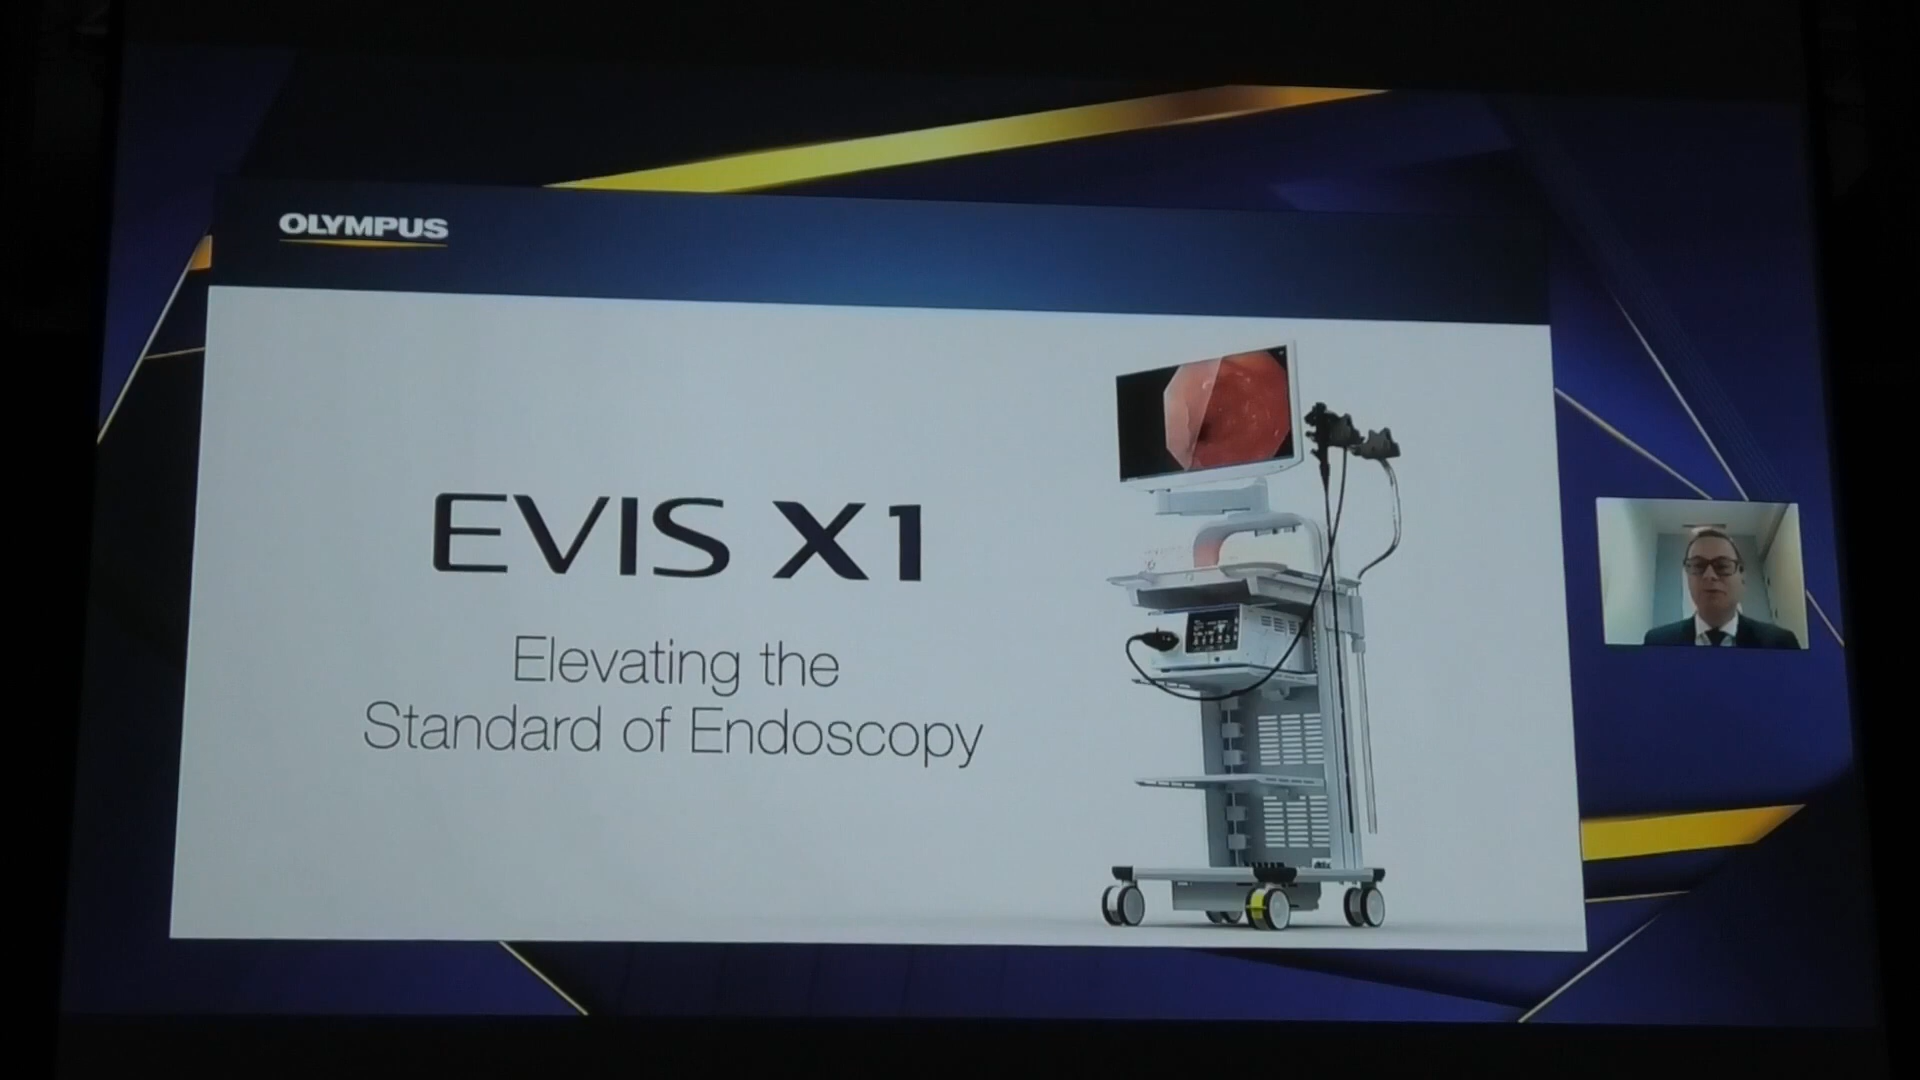 OLYMPUS
EVIS X1
Elevating the
Standard of Endoscopy